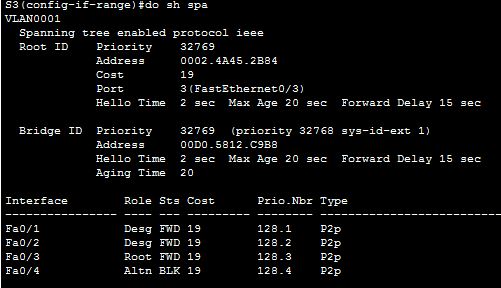 S3(config-if-range)#do sh spa
VLAN0001
Spanning tree enabled protocol ieee
Root ID Priority 32769
Address 0002.4A45.2B84
Cost 19
Port 3(FastEthernet0/3)
Hello Time 2 sec Max Age 20 sec Forward Delay 15 sec
Bridge ID Priority 32769 (priority 32768 sys-id-ext 1)
Address 00D0.5812.C9B8
Hello Time 2 sec Max Age 20 sec Forward Delay 15 sec
Aging Time 20
Interface Role Sts Cost Prio.Nbr Type
---------------- ---- --- --------- -------- --------------------------------
Fa0/1 Desg FWD 19 128.1 P2p
Fa0/2 Desg FWD 19 128.2 P2p
Fa0/3 Root FWD 19 128.3 P2p
Fa0/4 Altn BLK 19 128.4 P2p